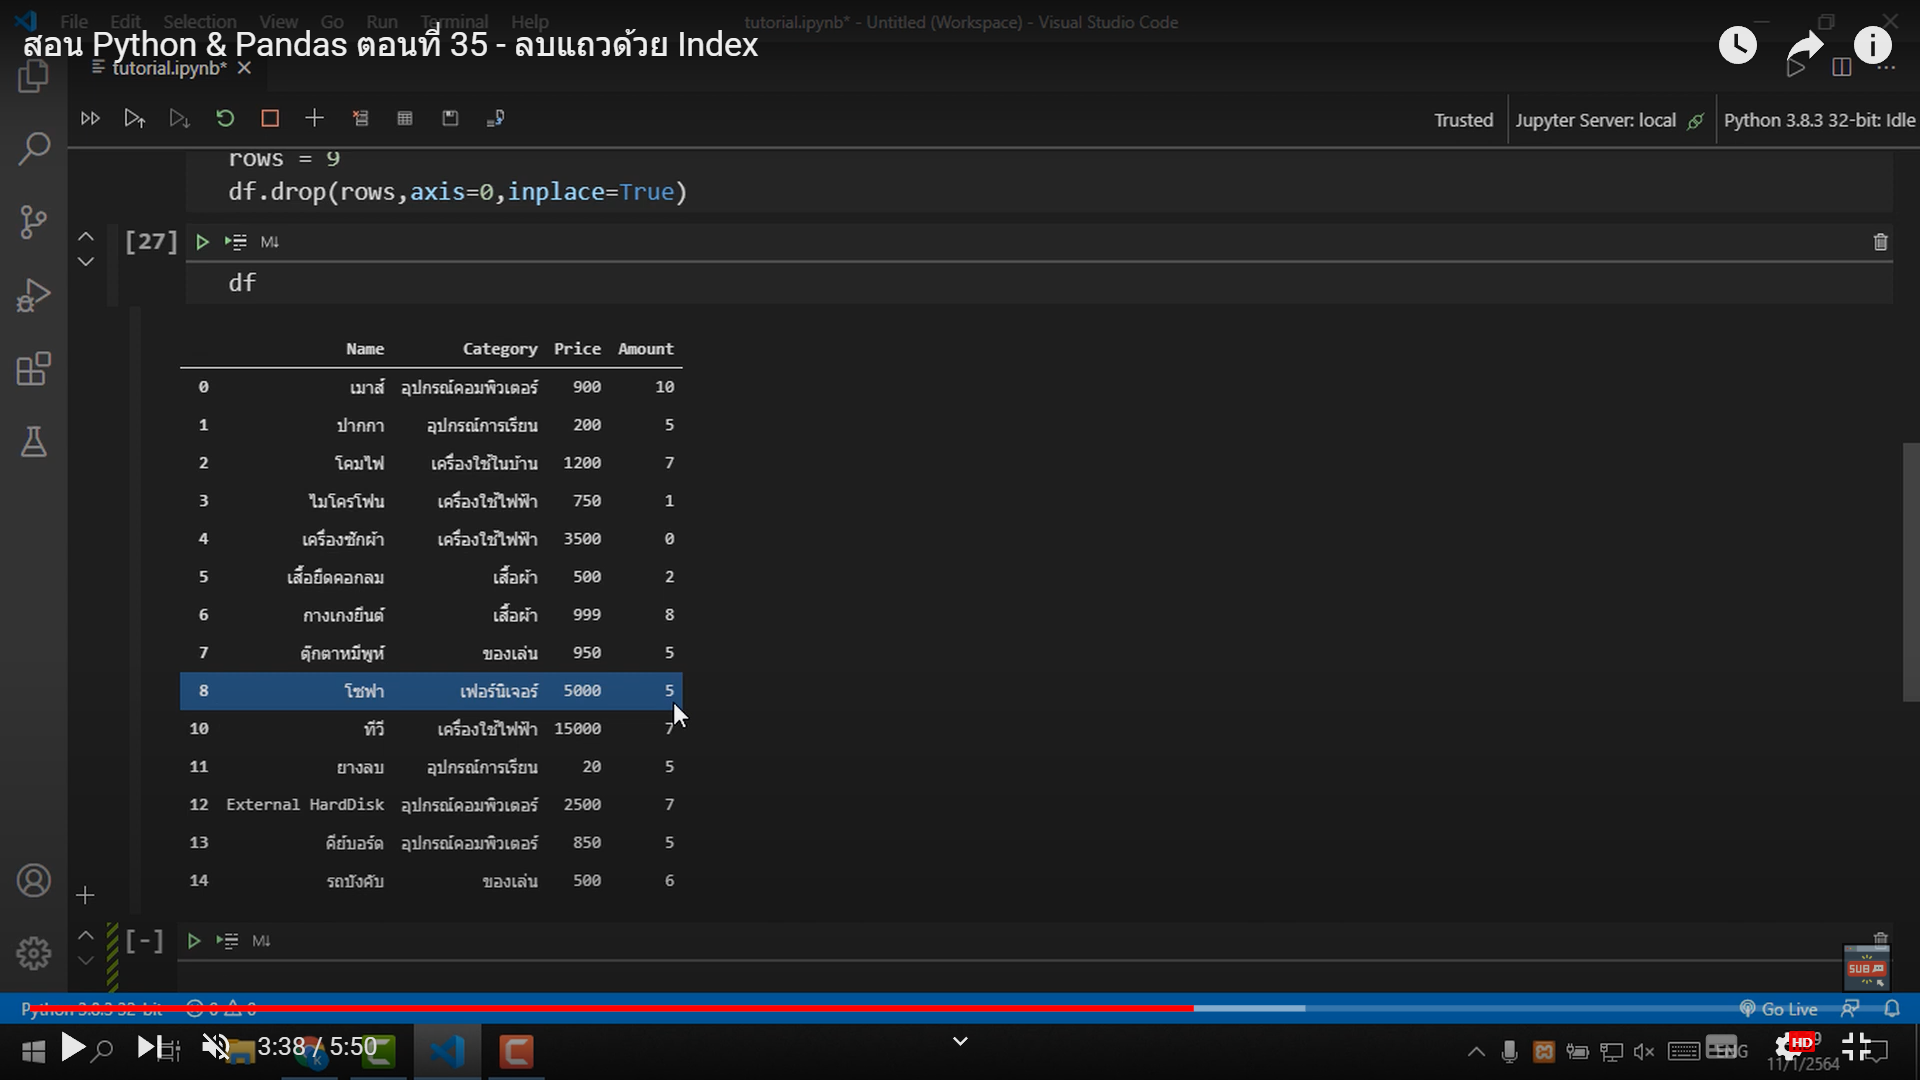 File Edit Selection View Go Run Terminal Help
tutorial.ipynb* - Untitled (Workspace) - Visual Studio Code
สอน Python & Pandas ตอนที่ 35 - ลบแถวด้วย Index
tutorial.ipynb*
Trusted Jupyter Server: local Python 3.8.3 32-bit: Idle
rows = 9
df.drop(rows,axis=0,inplace=True)
[27] M↓
df
Name Category Price Amount
0 เมาส์ อุปกรณ์คอมพิวเตอร์ 900 10
1 ปากกา อุปกรณ์การเรียน 200 5
2 โคมไฟ เครื่องใช้ในบ้าน 1200 7
3 ไมโครโฟน เครื่องใช้ไฟฟ้า 750 1
4 เครื่องซักผ้า เครื่องใช้ไฟฟ้า 3500 0
5 เสื้อยืดคอกลม เสื้อผ้า 500 2
6 กางเกงยีนต์ เสื้อผ้า 999 8
7 ตุ๊กตาหมีพูห์ ของเล่น 950 5
8 โซฟา เฟอร์นิเจอร์ 5000 5
10 ทีวี เครื่องใช้ไฟฟ้า 15000 7
11 ยางลบ อุปกรณ์การเรียน 20 5
12 External HardDisk อุปกรณ์คอมพิวเตอร์ 2500 7
13 คีย์บอร์ด อุปกรณ์คอมพิวเตอร์ 850 5
14 รถบังคับ ของเล่น 500 6
[-] M↓
SUB
Python 3.8.3 32-bit 0 0 Go Live
3:38 / 5:50
ENG
HD
11/1/2564